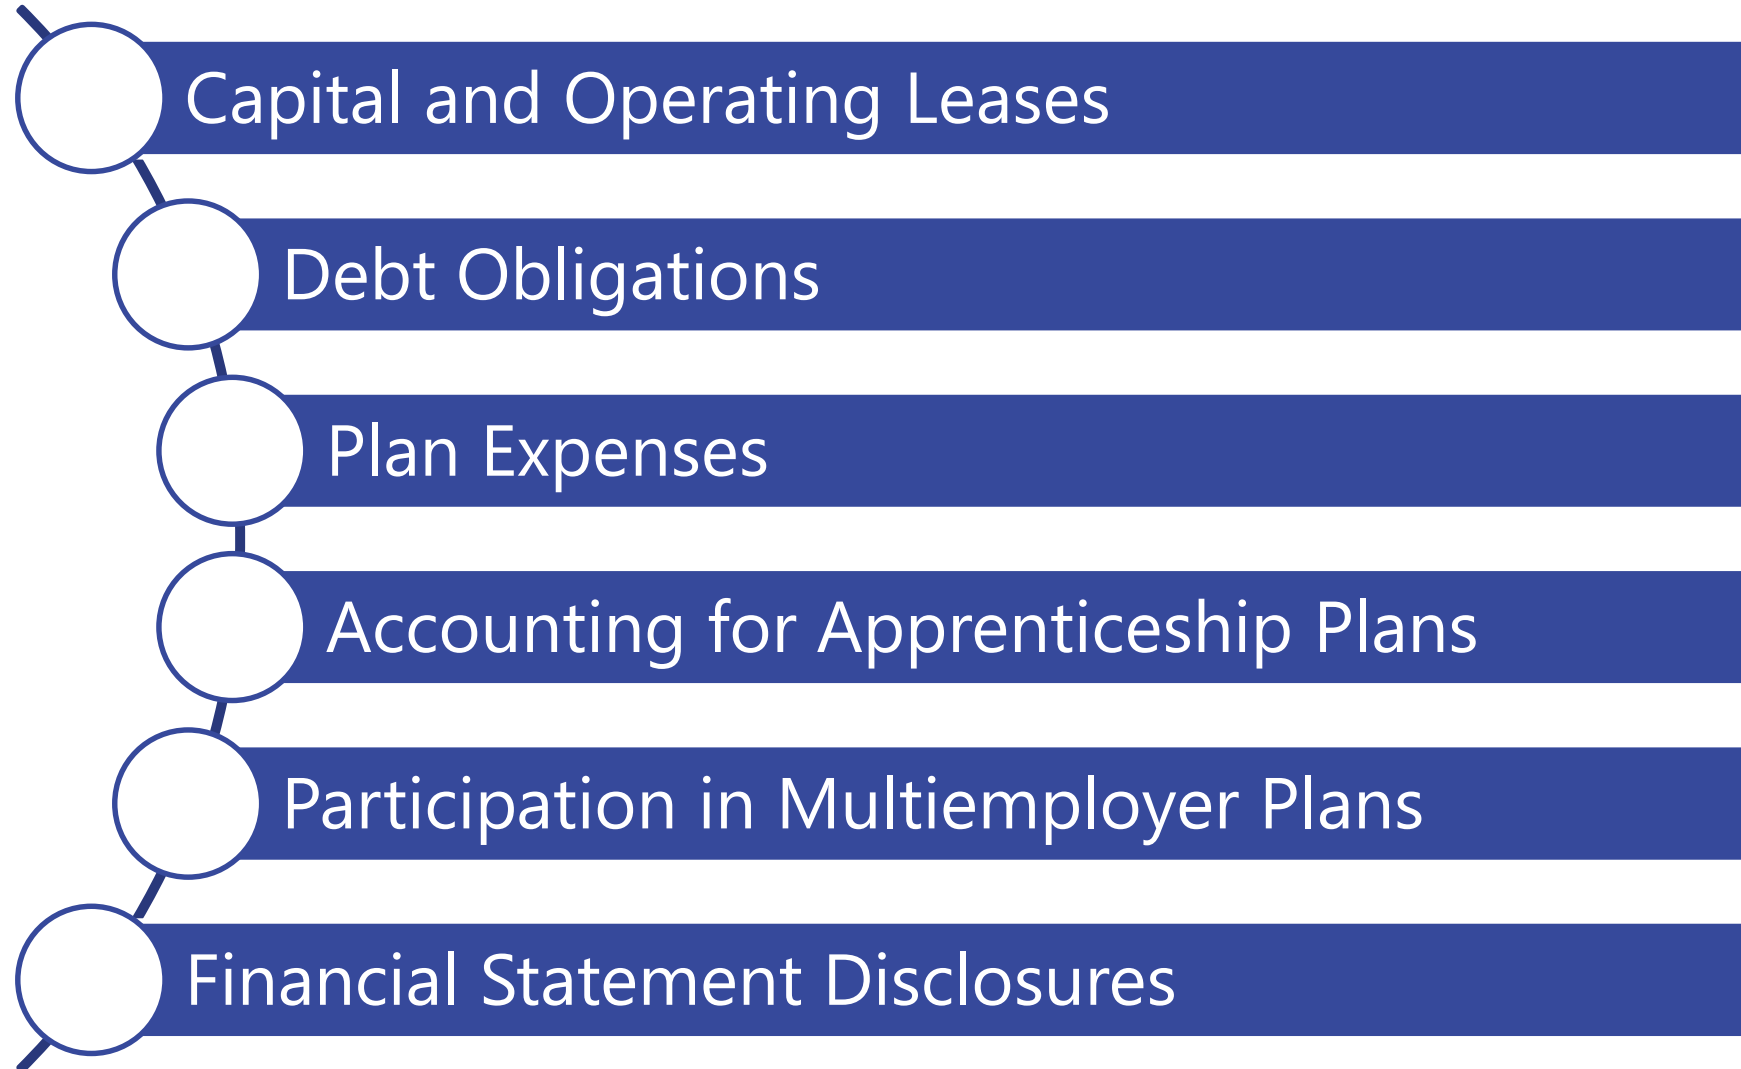 Capital and Operating Leases
Debt Obligations
Plan Expenses
Accounting for Apprenticeship Plans
Participation in Multiemployer Plans
Financial Statement Disclosures